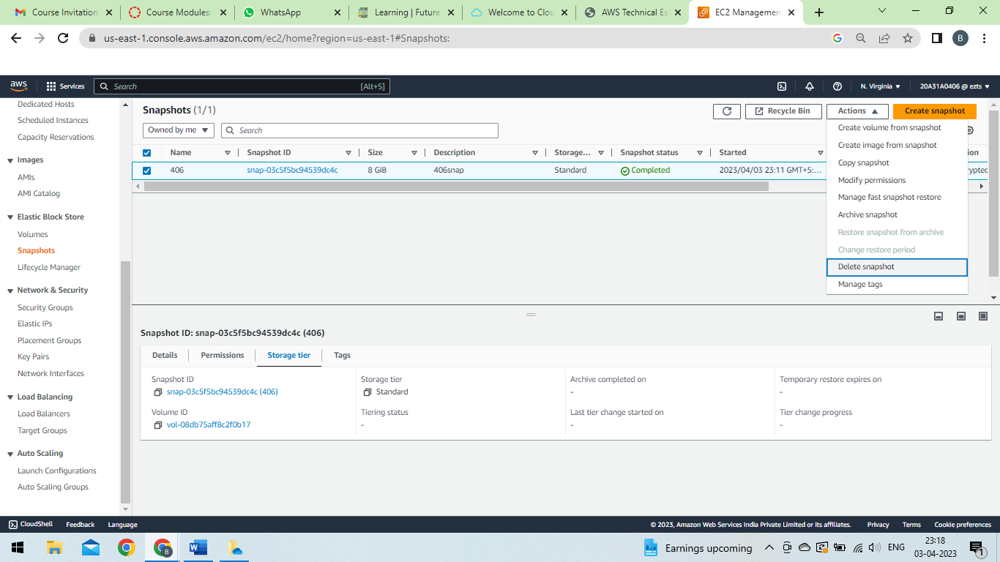 Course Invitation
Course Modules:
WhatsApp
Learning | Future
Welcome to Clou
AWS Technical Es
EC2 Managemen
us-east-1.console.aws.amazon.com/ec2/home?region=us-east-1#Snapshots:
B
aws
Services
Search
[Alt+S]
N. Virginia
20A31A0406 @ ezts
Dedicated Hosts
Scheduled Instances
Capacity Reservations
Images
AMIs
AMI Catalog
Elastic Block Store
Volumes
Snapshots
Lifecycle Manager
Network & Security
Security Groups
Elastic IPs
Placement Groups
Key Pairs
Network Interfaces
Load Balancing
Load Balancers
Target Groups
Auto Scaling
Launch Configurations
Auto Scaling Groups
Snapshots (1/1)
Recycle Bin
Actions
Create snapshot
Owned by me
Search
Name
Snapshot ID
Size
Description
Storage...
Snapshot status
Started
ion
406
snap-03c5f5bc94539dc4c
8 GiB
406snap
Standard
Completed
2023/04/03 23:11 GMT+5:...
rypted
Create volume from snapshot
Create image from snapshot
Copy snapshot
Modify permissions
Manage fast snapshot restore
Archive snapshot
Restore snapshot from archive
Change restore period
Delete snapshot
Manage tags
Snapshot ID: snap-03c5f5bc94539dc4c (406)
Details
Permissions
Storage tier
Tags
Snapshot ID
snap-03c5f5bc94539dc4c (406)
Storage tier
Standard
Archive completed on
-
Temporary restore expires on
-
Volume ID
vol-08db75aff8c2f0b17
Tiering status
-
Last tier change started on
-
Tier change progress
-
CloudShell
Feedback
Language
© 2023, Amazon Web Services India Private Limited or its affiliates.
Privacy
Terms
Cookie preferences
B
Earnings upcoming
ENG
23:18
03-04-2023
1